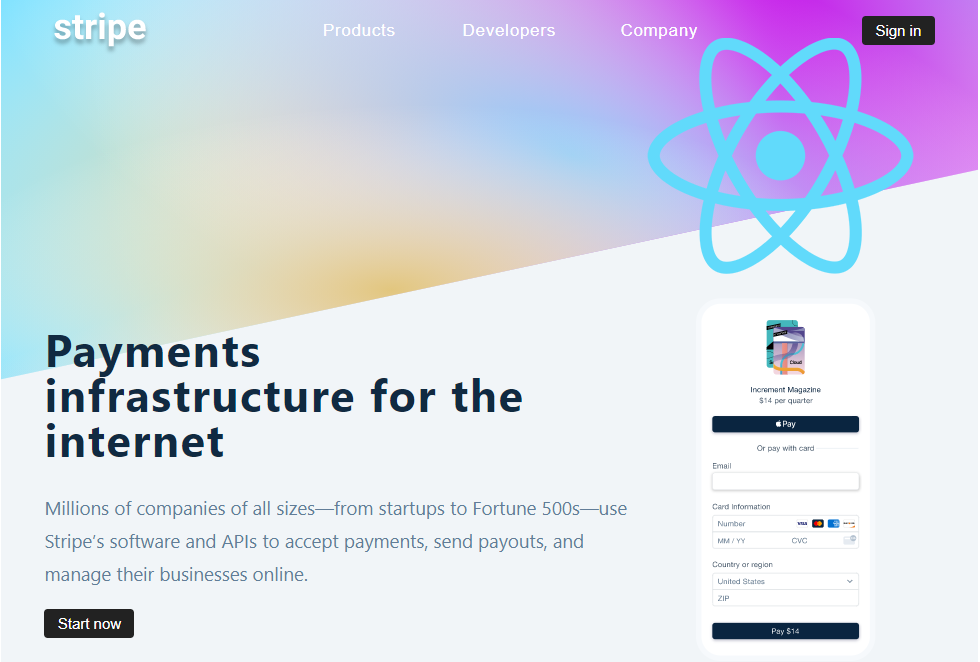 stripe
Products
Developers
Company
Sign in
Payments
infrastructure for the
internet
Millions of companies of all sizes—from startups to Fortune 500s—use
Stripe’s software and APIs to accept payments, send payouts, and
manage their businesses online.
Start now
Cloud
Increment Magazine
$14 per quarter
Pay
Or pay with card
Email
Card information
Number
VISA
MM / YY
CVC
Country or region
United States
ZIP
Pay $14